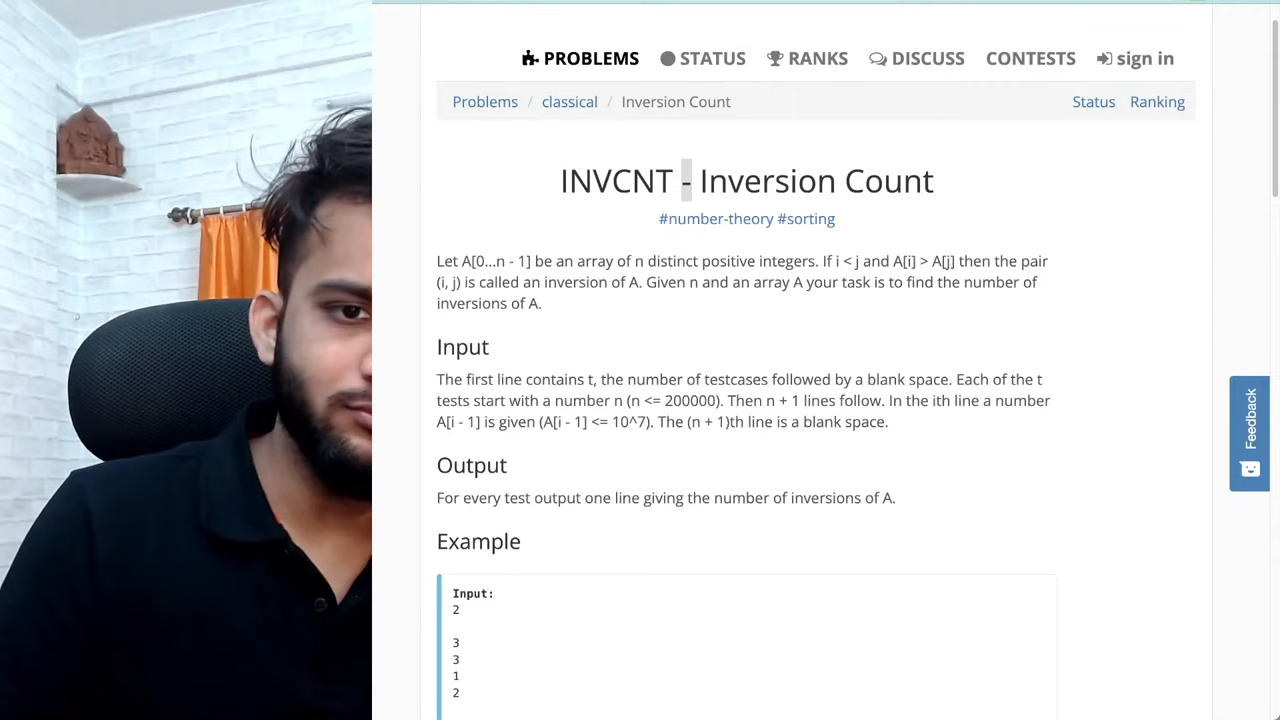 PROBLEMS STATUS RANKS DISCUSS CONTESTS sign in
Problems / classical / Inversion Count Status Ranking
INVCNT - Inversion Count
#number-theory #sorting
Let A[0...n - 1] be an array of n distinct positive integers. If i < j and A[i] > A[j] then the pair
(i, j) is called an inversion of A. Given n and an array A your task is to find the number of
inversions of A.
Input
The first line contains t, the number of testcases followed by a blank space. Each of the t
tests start with a number n (n <= 200000). Then n + 1 lines follow. In the ith line a number
A[i - 1] is given (A[i - 1] <= 10^7). The (n + 1)th line is a blank space.
Output
For every test output one line giving the number of inversions of A.
Example
Input:
2
3
3
1
2
Feedback